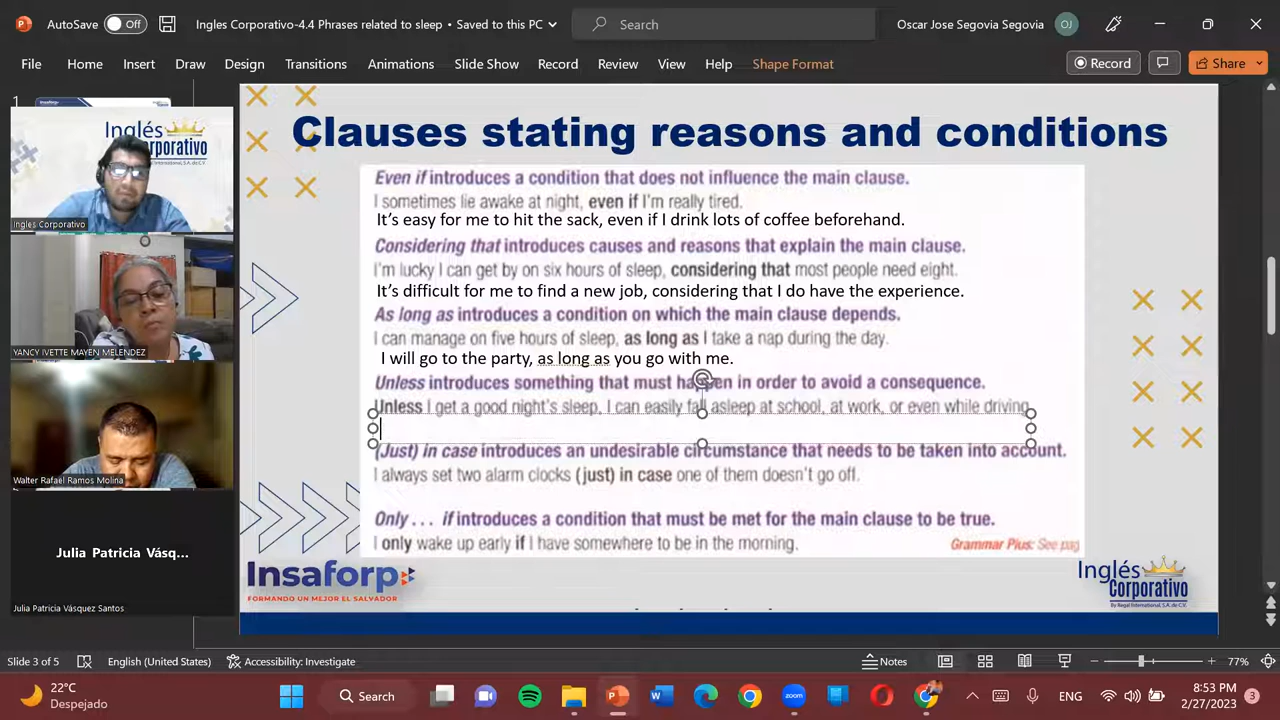 AutoSave Off Ingles Corporativo-4.4 Phrases related to sleep • Saved to this PC Search Oscar Jose Segovia Segovia OJ
File Home Insert Draw Design Transitions Animations Slide Show Record Review View Help Shape Format Record Share
1
Inglés
Corporativo
Ingles Corporativo
YANCY IVETTE MAYEN MELENDEZ
Walter Rafael Ramos Molina
Julia Patricia Vásq...
Julia Patricia Vásquez Santos
Clauses stating reasons and conditions
Even if introduces a condition that does not influence the main clause.
I sometimes lie awake at night, even if I'm really tired.
It's easy for me to hit the sack, even if I drink lots of coffee beforehand.
Considering that introduces causes and reasons that explain the main clause.
I'm lucky I can get by on six hours of sleep, considering that most people need eight.
It's difficult for me to find a new job, considering that I do have the experience.
As long as introduces a condition on which the main clause depends.
I can manage on five hours of sleep, as long as I take a nap during the day.
I will go to the party, as long as you go with me.
Unless introduces something that must happen in order to avoid a consequence.
Unless I get a good night's sleep, I can easily fall asleep at school, at work, or even while driving
(Just) in case introduces an undesirable circumstance that needs to be taken into account.
I always set two alarm clocks (just) in case one of them doesn't go off.
Only . . . if introduces a condition that must be met for the main clause to be true.
I only wake up early if I have somewhere to be in the morning.
Grammar Plus: See pag
Insaforp
FORMANDO UN MEJOR EL SALVADOR
Inglés
Corporativo
By Regal International, S.A. de C.V.
Slide 3 of 5 English (United States) Accessibility: Investigate Notes 77%
22°C
Despejado
Search
ENG
8:53 PM
2/27/2023
3